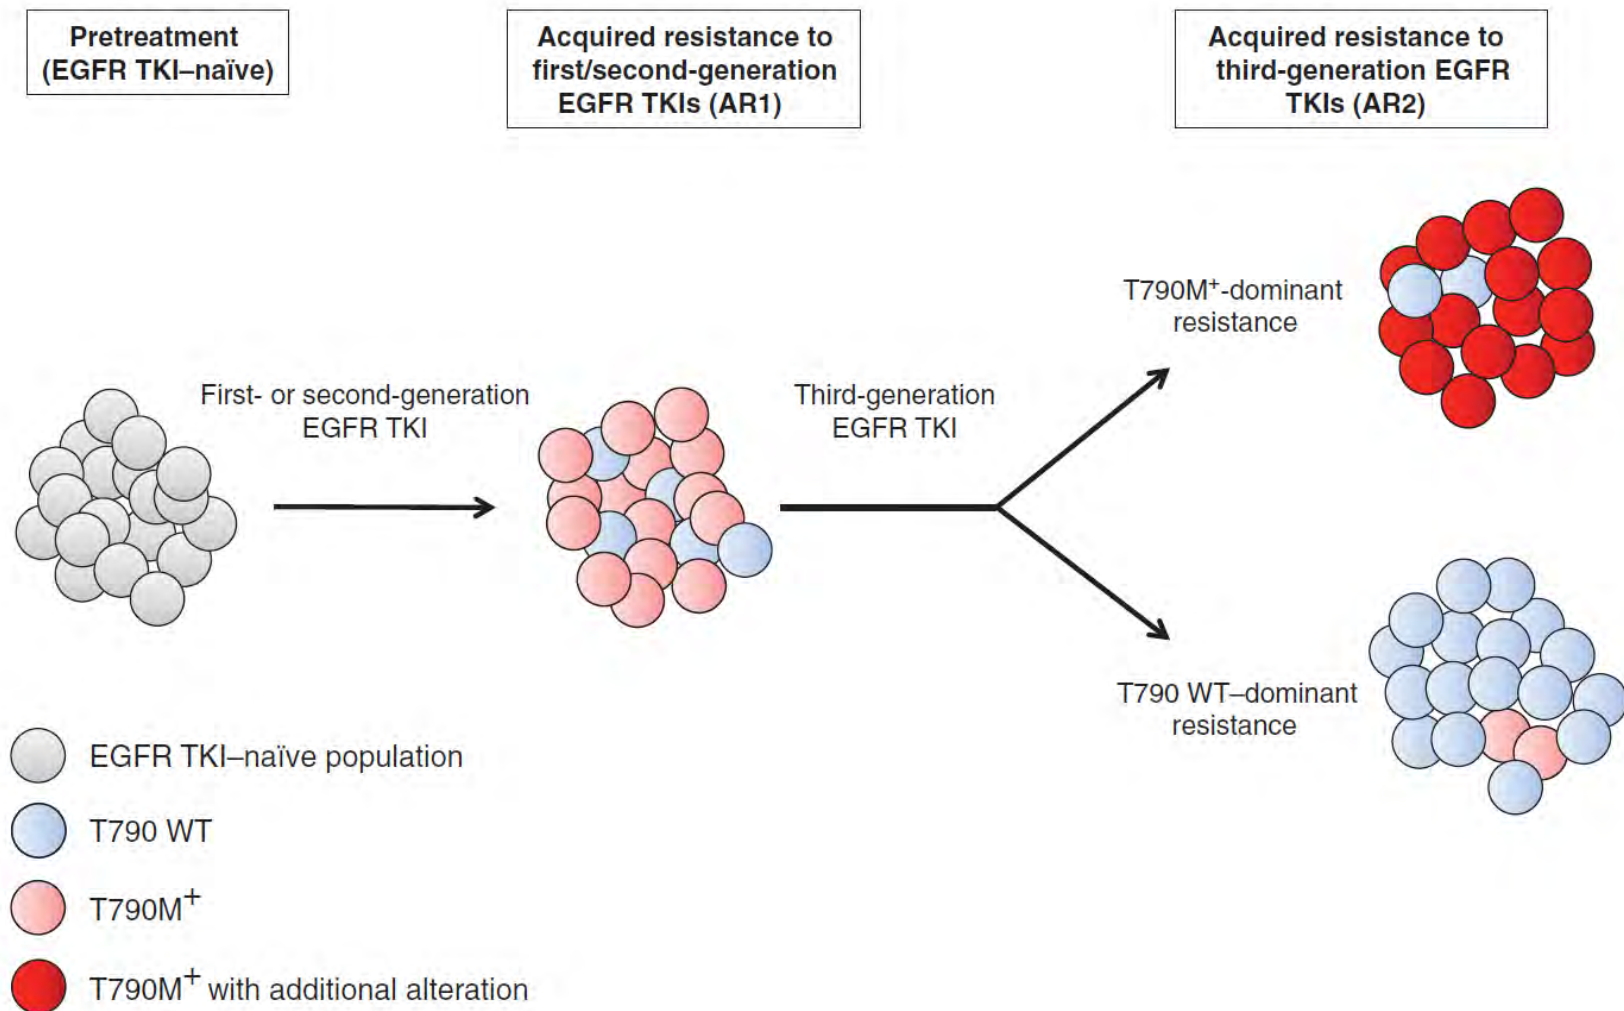 Pretreatment
(EGFR TKI–naïve)
Acquired resistance to
first/second-generation
EGFR TKIs (AR1)
Acquired resistance to
third-generation EGFR
TKIs (AR2)
First- or second-generation
EGFR TKI
Third-generation
EGFR TKI
T790M⁺-dominant
resistance
T790 WT–dominant
resistance
EGFR TKI–naïve population
T790 WT
T790M⁺
T790M⁺ with additional alteration